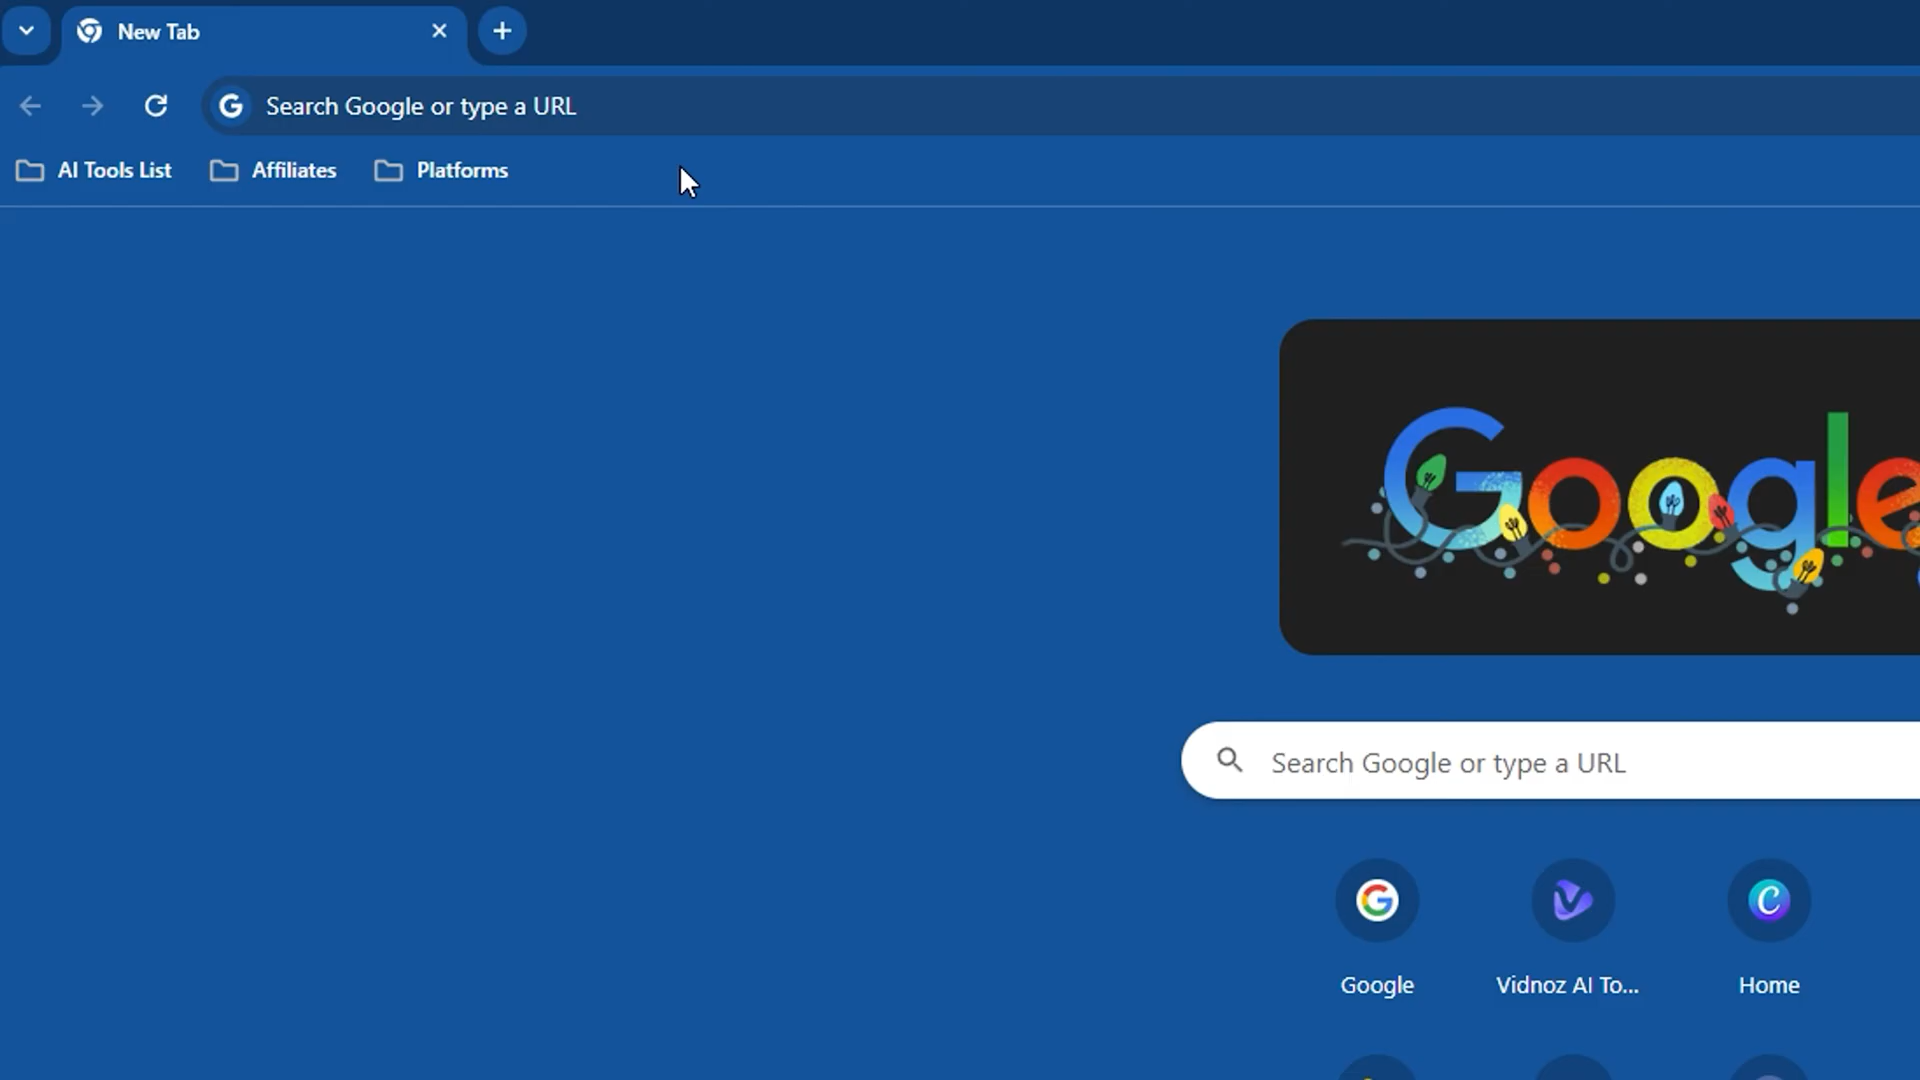 New Tab
Search Google or type a URL
AI Tools List
Affiliates
Platforms
Google
Search Google or type a URL
Google
Vidnoz AI To...
Home